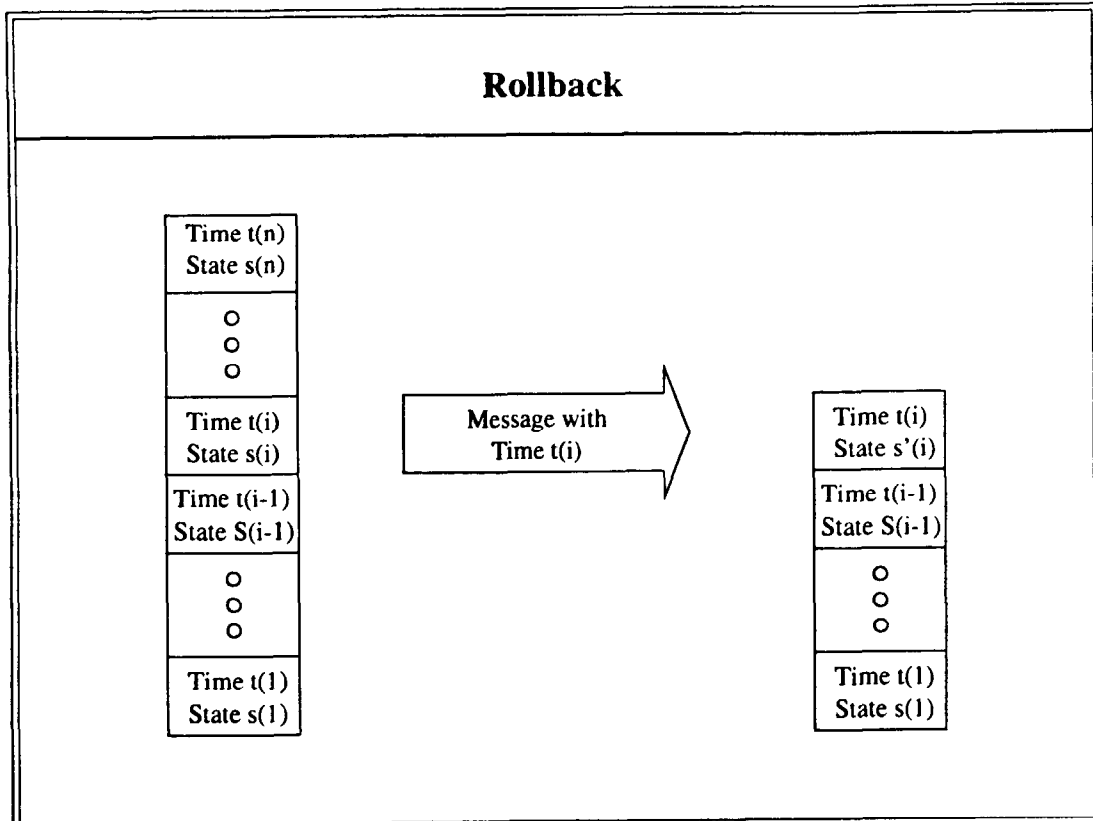 Rollback
Time t(n)
State s(n)
Time t(i)
State s(i)
Time t(i-1)
State S(i-1)
Time t(1)
State s(1)
Message with
Time t(i)
Time t(i)
State s'(i)
Time t(i-1)
State S(i-1)
Time t(1)
State s(1)